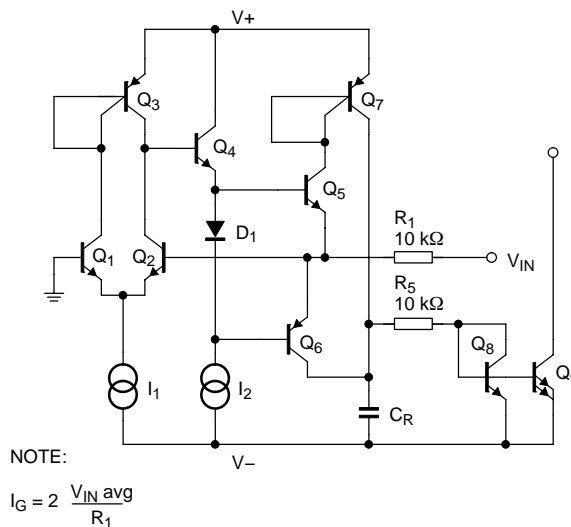 V+
Q3
Q7
Q4
Q5
D1
R1
10 kΩ
Q1
Q2
VIN
R5
10 kΩ
Q6
Q8
I1
I2
CR
NOTE:
V–
IG = 2 VIN avg / R1